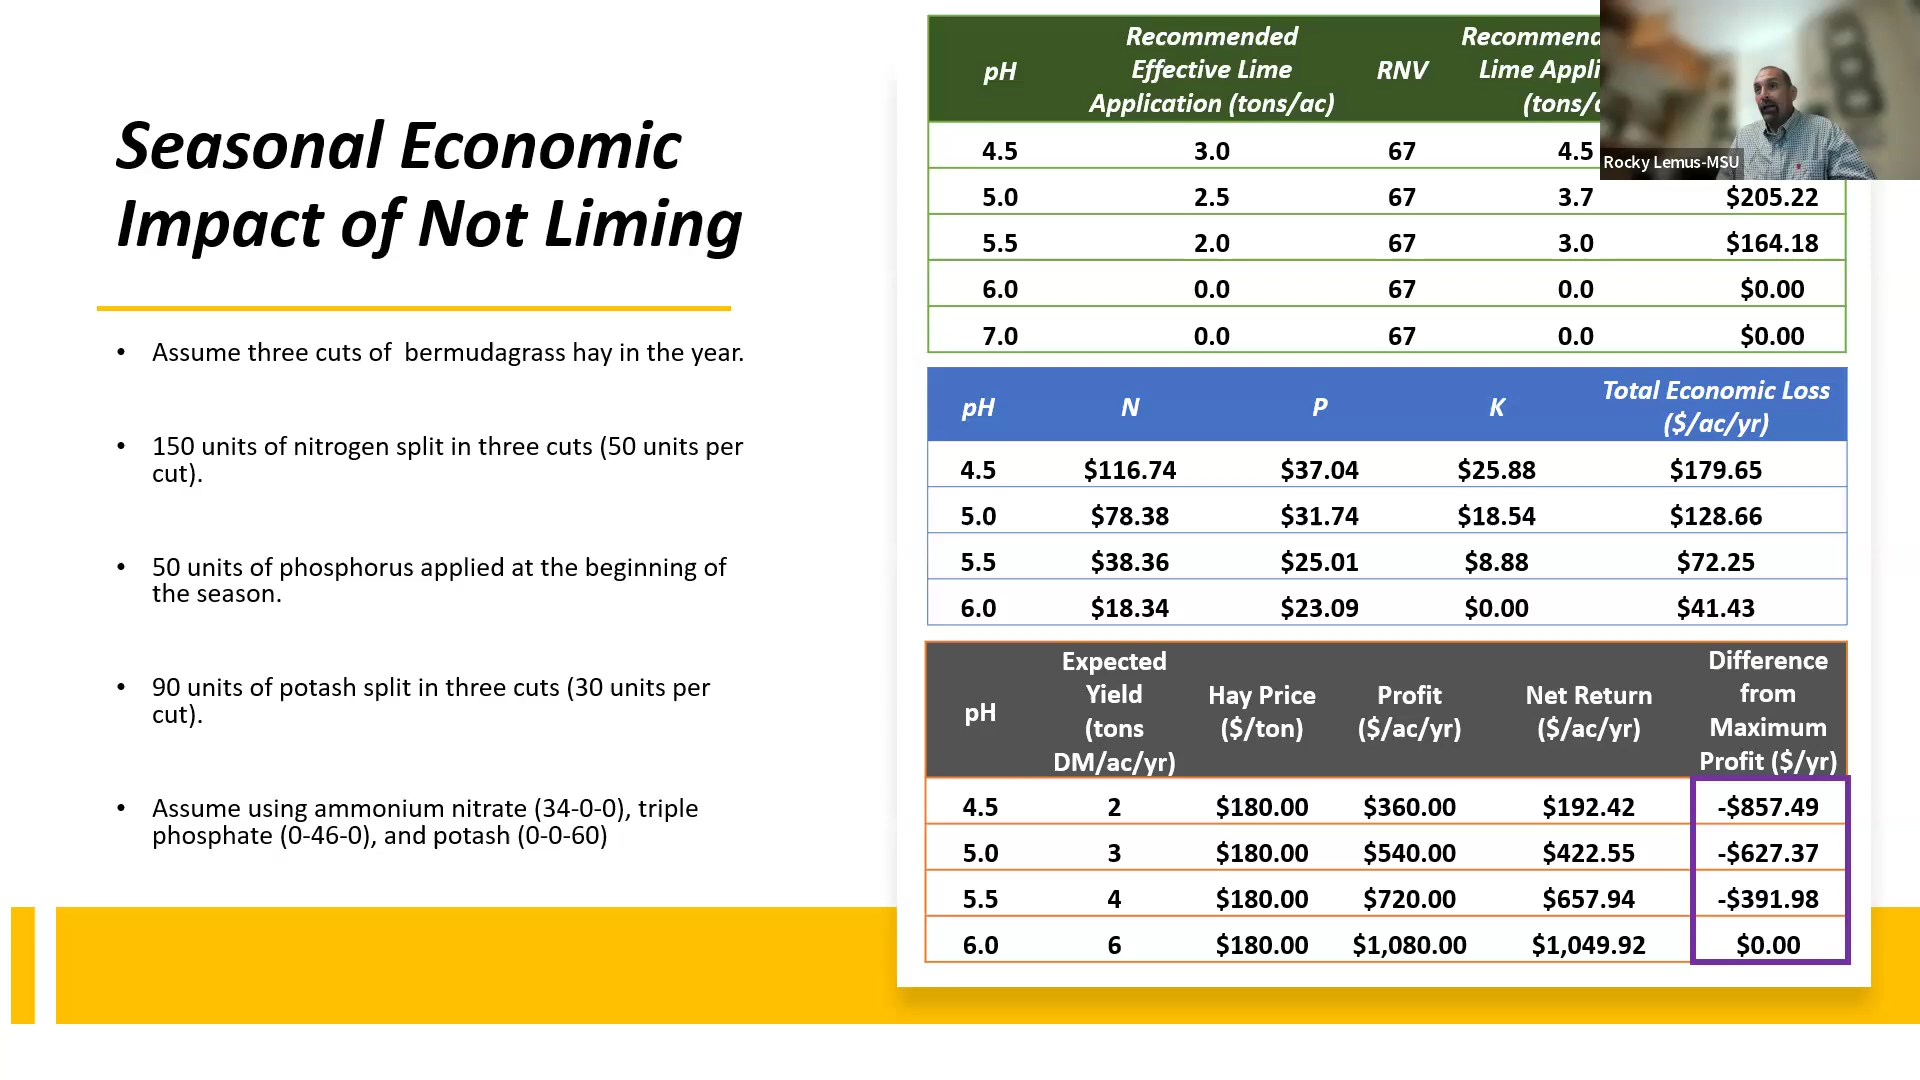 Seasonal Economic
Impact of Not Liming
• Assume three cuts of bermudagrass hay in the year.
• 150 units of nitrogen split in three cuts (50 units per
cut).
• 50 units of phosphorus applied at the beginning of
the season.
• 90 units of potash split in three cuts (30 units per
cut).
• Assume using ammonium nitrate (34-0-0), triple
phosphate (0-46-0), and potash (0-0-60)
pH Recommended Effective Lime Application (tons/ac) RNV Lime
4.5 3.0 67 4.5
5.0 2.5 67 3.7 $205.22
5.5 2.0 67 3.0 $164.18
6.0 0.0 67 0.0 $0.00
7.0 0.0 67 0.0 $0.00
Rocky Lemus-MSU
pH N P K Total Economic Loss ($/ac/yr)
4.5 $116.74 $37.04 $25.88 $179.65
5.0 $78.38 $31.74 $18.54 $128.66
5.5 $38.36 $25.01 $8.88 $72.25
6.0 $18.34 $23.09 $0.00 $41.43
pH Expected Yield (tons DM/ac/yr) Hay Price ($/ton) Profit ($/ac/yr) Net Return ($/ac/yr) Difference from Maximum Profit ($/yr)
4.5 2 $180.00 $360.00 $192.42 -$857.49
5.0 3 $180.00 $540.00 $422.55 -$627.37
5.5 4 $180.00 $720.00 $657.94 -$391.98
6.0 6 $180.00 $1,080.00 $1,049.92 $0.00